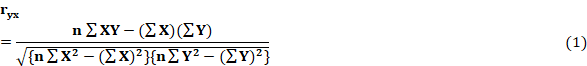 r_yx
= n ∑ XY − (∑ X)(∑ Y) / √{n ∑ X² − (∑ X)²}{n ∑ Y² − (∑ Y)²} (1)